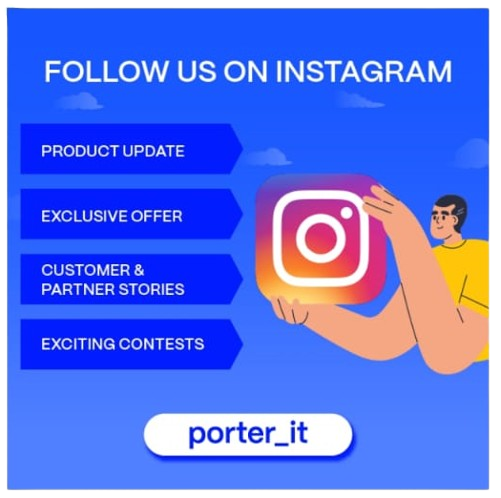 FOLLOW US ON INSTAGRAM
PRODUCT UPDATE
EXCLUSIVE OFFER
CUSTOMER &
PARTNER STORIES
EXCITING CONTESTS
porter_it